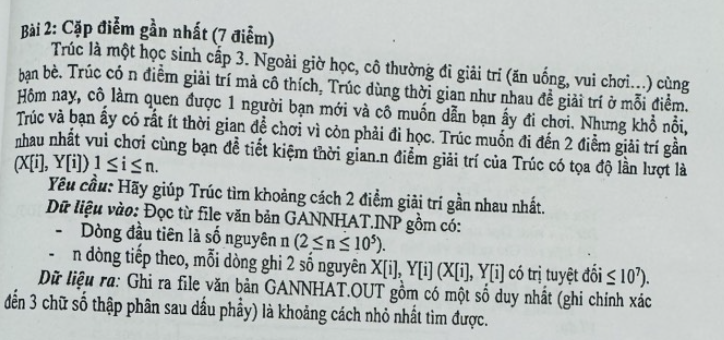 Bài 2: Cặp điểm gần nhất (7 điểm)
Trúc là một học sinh cấp 3. Ngoài giờ học, cô thường đi giải trí (ăn uống, vui chơi...) cùng
bạn bè. Trúc có n điểm giải trí mà cô thích, Trúc dùng thời gian như nhau để giải trí ở mỗi điểm.
Hôm nay, cô làm quen được 1 người bạn mới và cô muốn dẫn bạn ấy đi chơi. Nhưng khổ nỗi,
Trúc và bạn ấy có rất ít thời gian để chơi vì còn phải đi học. Trúc muốn đi đến 2 điểm giải trí gần
nhau nhất vui chơi cùng bạn để tiết kiệm thời gian.n điểm giải trí của Trúc có tọa độ lần lượt là
(X[i], Y[i]) 1 ≤ i ≤ n.
Yêu cầu: Hãy giúp Trúc tìm khoảng cách 2 điểm giải trí gần nhau nhất.
Dữ liệu vào: Đọc từ file văn bản GANNHAT.INP gồm có:
- Dòng đầu tiên là số nguyên n (2 ≤ n ≤ 10⁵).
- n dòng tiếp theo, mỗi dòng ghi 2 số nguyên X[i], Y[i] (X[i], Y[i] có trị tuyệt đối ≤ 10⁷).
Dữ liệu ra: Ghi ra file văn bản GANNHAT.OUT gồm có một số duy nhất (ghi chính xác
đến 3 chữ số thập phân sau dấu phẩy) là khoảng cách nhỏ nhất tìm được.